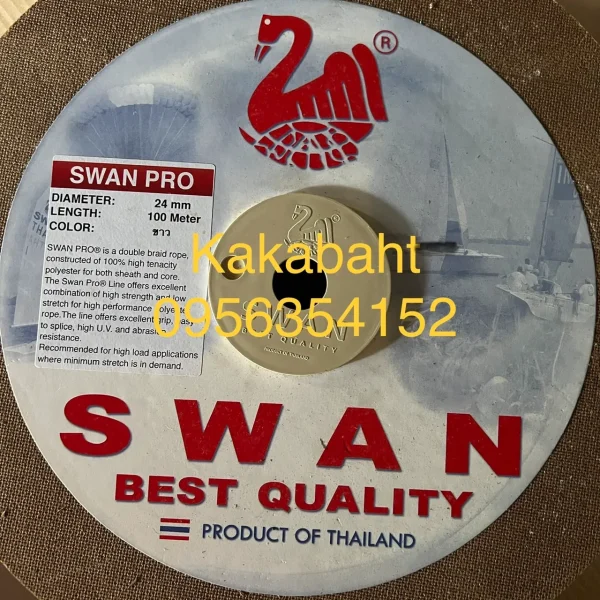 ®
SWAN PRO
DIAMETER: 24 mm
LENGTH: 100 Meter
COLOR: ขาว
SWAN PRO® is a double braid rope,
constructed of 100% high tenacity
polyester for both sheath and core.
The Swan Pro® Line offers excellent
combination of high strength and low
stretch for high performance polyeste
rope.The line offers excellent grip, easy
to splice, high U.V. and abrasion
resistance.
Recommended for high load applications
where minimum stretch is in demand.
®
Kakabaht
0956354152
SWAN
BEST QUALITY
SWAN
BEST QUALITY
PRODUCT OF THAILAND